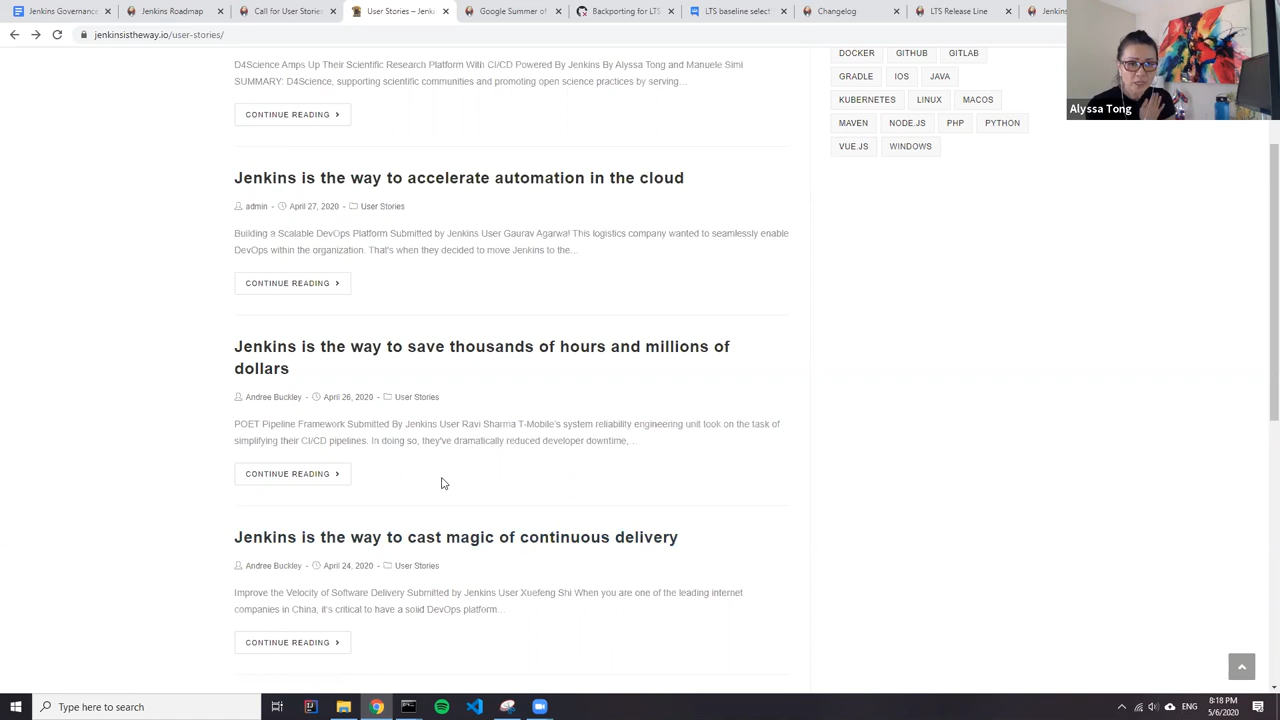 Jenkins Governance
Jenkins Roadmap
Call for User Stories
User Stories – Jenki
Google Summer of
Backporting for LTS
LTS baseline select
Changelog
LTS Release Line
Jenki
jenkinsistheway.io/user-stories/
D4Science Amps Up Their Scientific Research Platform With CI/CD Powered By Jenkins By Alyssa Tong and Manuele Simi
SUMMARY: D4Science, supporting scientific communities and promoting open science practices by serving…
CONTINUE READING
Jenkins is the way to accelerate automation in the cloud
admin - April 27, 2020 - User Stories
Building a Scalable DevOps Platform Submitted by Jenkins User Gaurav Agarwal This logistics company wanted to seamlessly enable
DevOps within the organization. That's when they decided to move Jenkins to the…
CONTINUE READING
Jenkins is the way to save thousands of hours and millions of
dollars
Andree Buckley - April 26, 2020 - User Stories
POET Pipeline Framework Submitted By Jenkins User Ravi Sharma T-Mobile's system reliability engineering unit took on the task of
simplifying their CI/CD pipelines. In doing so, they've dramatically reduced developer downtime,…
CONTINUE READING
Jenkins is the way to cast magic of continuous delivery
Andree Buckley - April 24, 2020 - User Stories
Improve the Velocity of Software Delivery Submitted by Jenkins User Xuefeng Shi When you are one of the leading internet
companies in China, it's critical to have a solid DevOps platform…
CONTINUE READING
DOCKER GITHUB GITLAB
GRADLE IOS JAVA
KUBERNETES LINUX MACOS
MAVEN NODE.JS PHP PYTHON
VUE.JS WINDOWS
Alyssa Tong
Type here to search
ENG
8:18 PM
5/6/2020